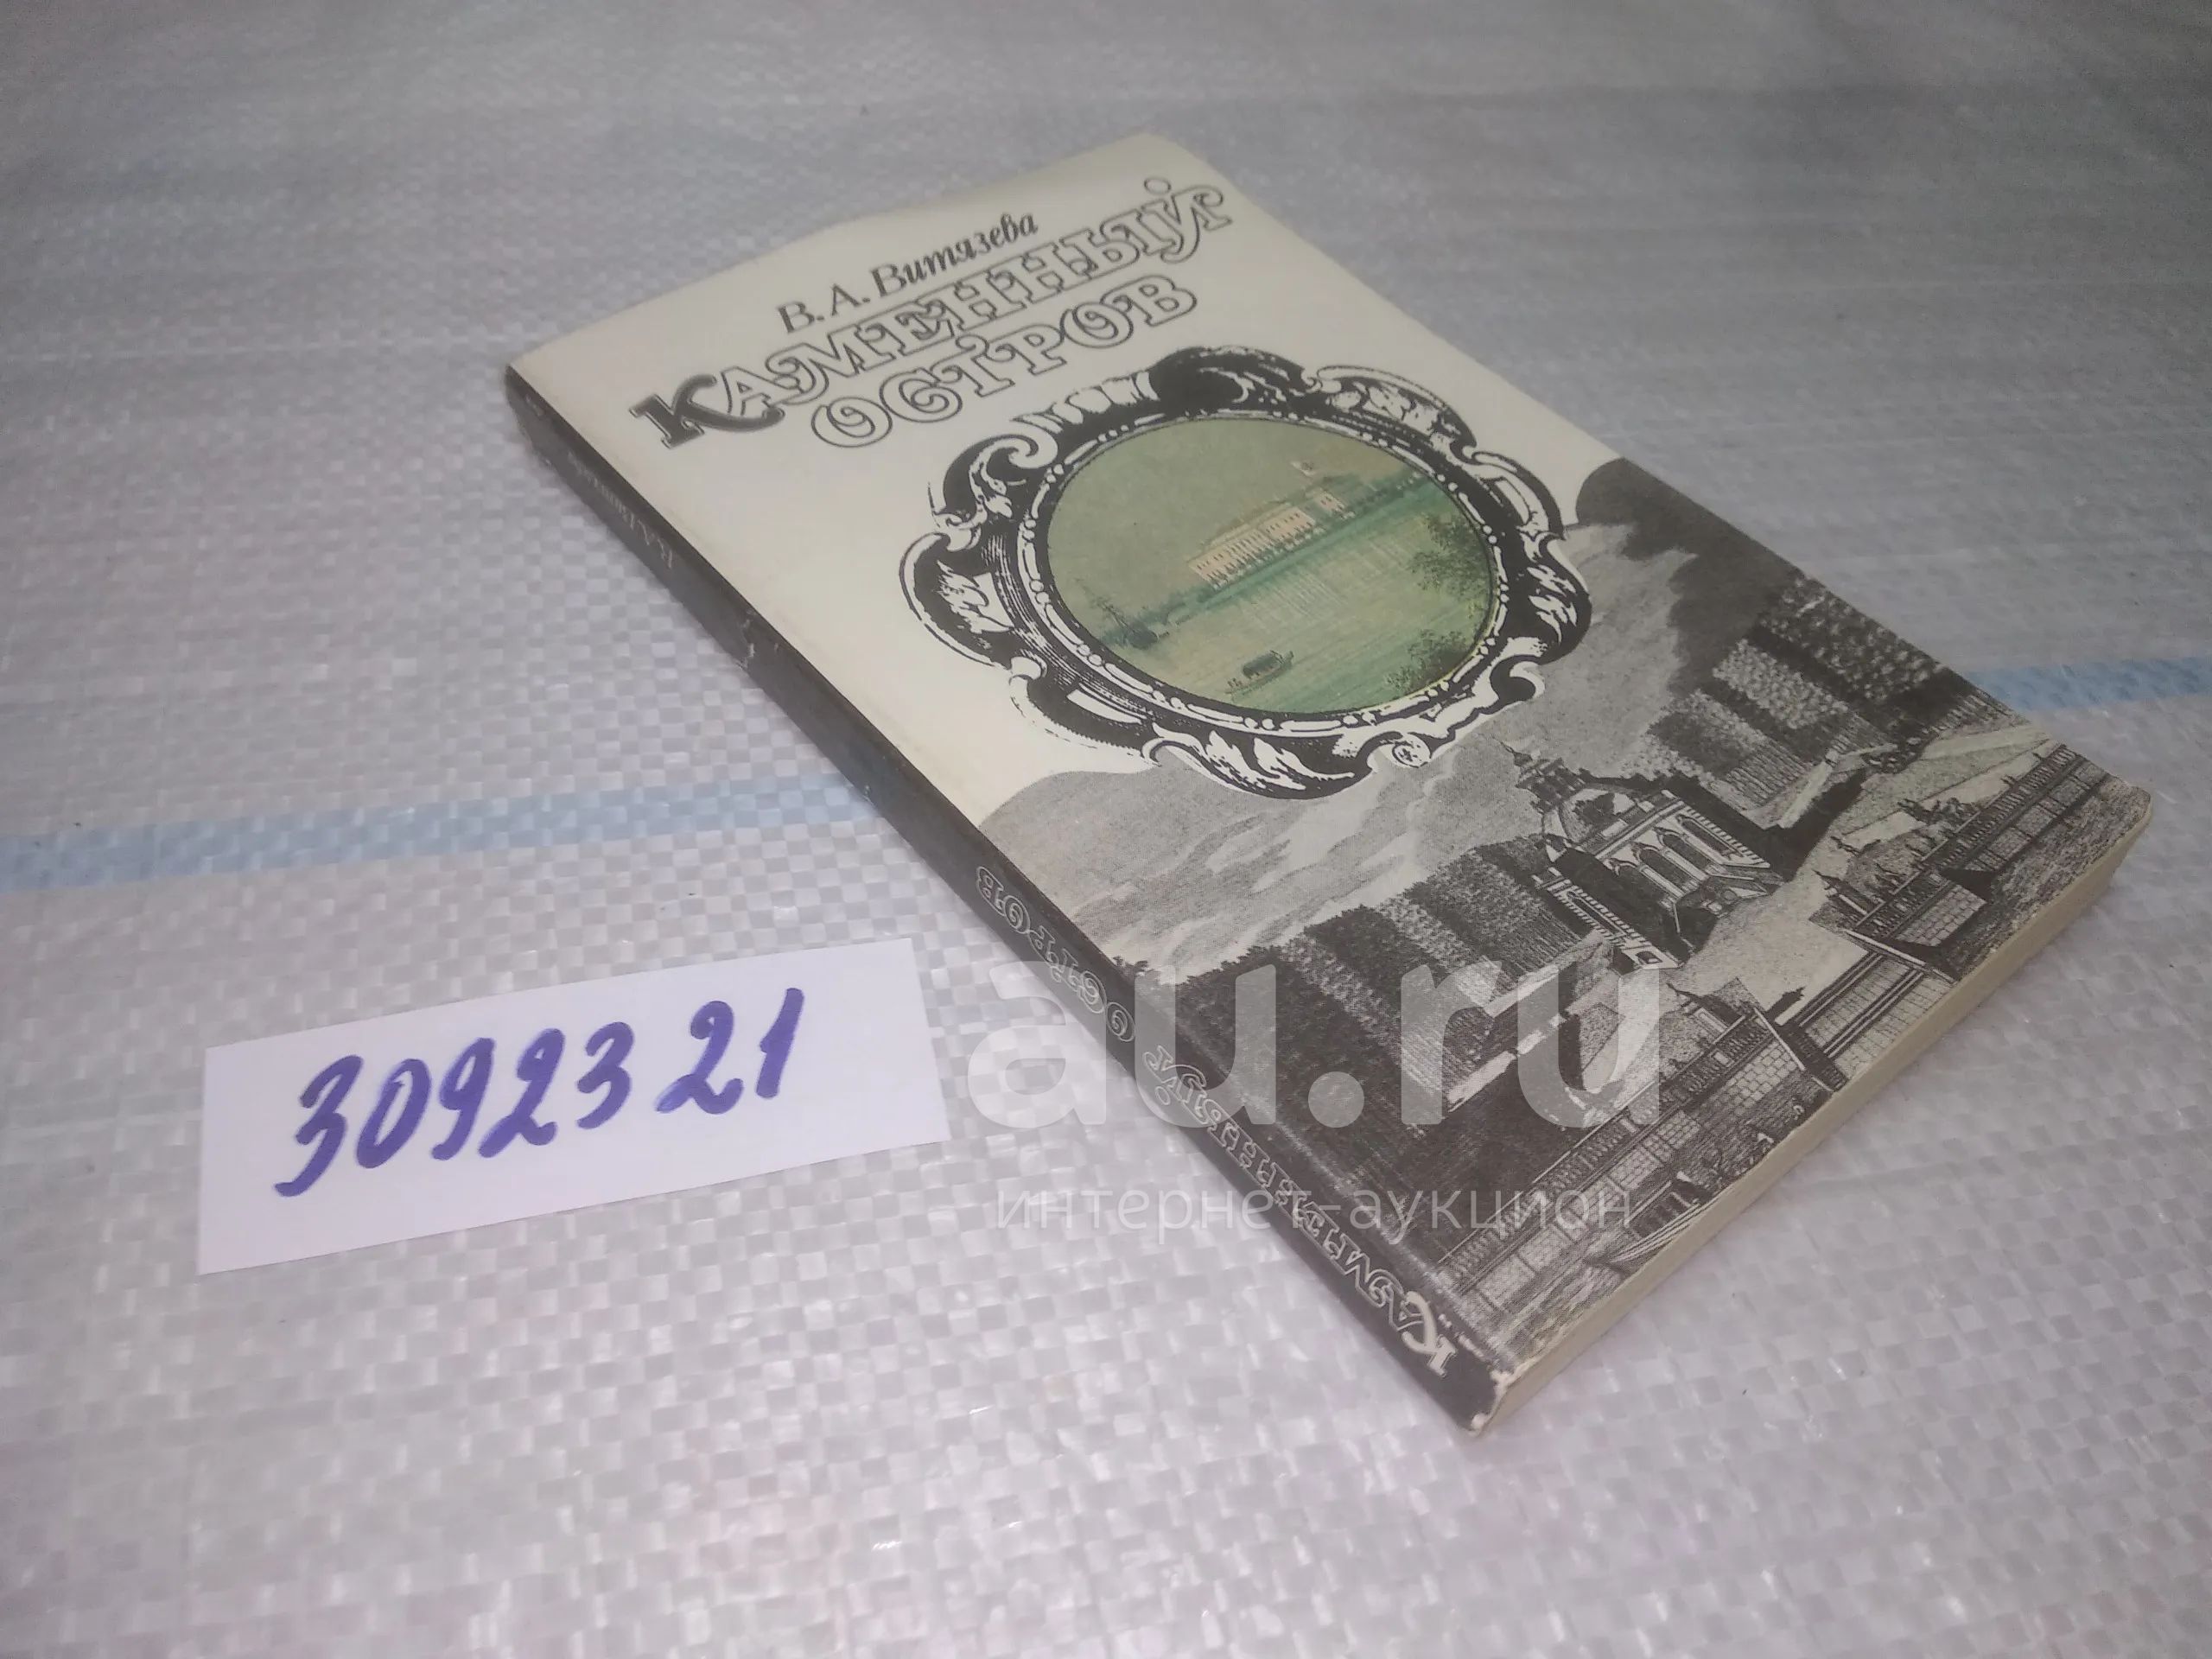 В. А. Витязева
КАМЕННЫЙ
ОСТРОВ
В.А. Витязева КАМЕННЫЙ ОСТРОВ
3092321
au.ru
интернет-аукцион